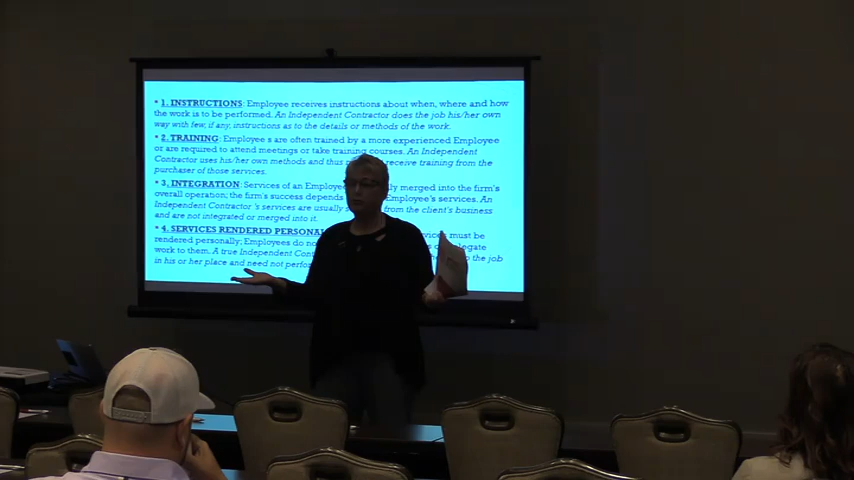 * 1. INSTRUCTIONS: Employee receives instructions about when, where and how
the work is to be performed. An Independent Contractor does the job his/her own
way with few, if any, instructions as to the details or methods of the work.
* 2. TRAINING: Employee s are often trained by a more experienced Employee
or are required to attend meetings or take training courses. An Independent
Contractor uses his/her own methods and thus receive training from the
purchaser of those services.
* 3. INTEGRATION: Services of an Employee merged into the firm's
overall operation; the firm's success depends Employee's services. An
Independent Contractor 's services are usually from the client's business
and are not integrated or merged into it.
* 4. SERVICES RENDERED must be
rendered personally; Employees do
work to them. A true Independent to the job
in his or her place and need not